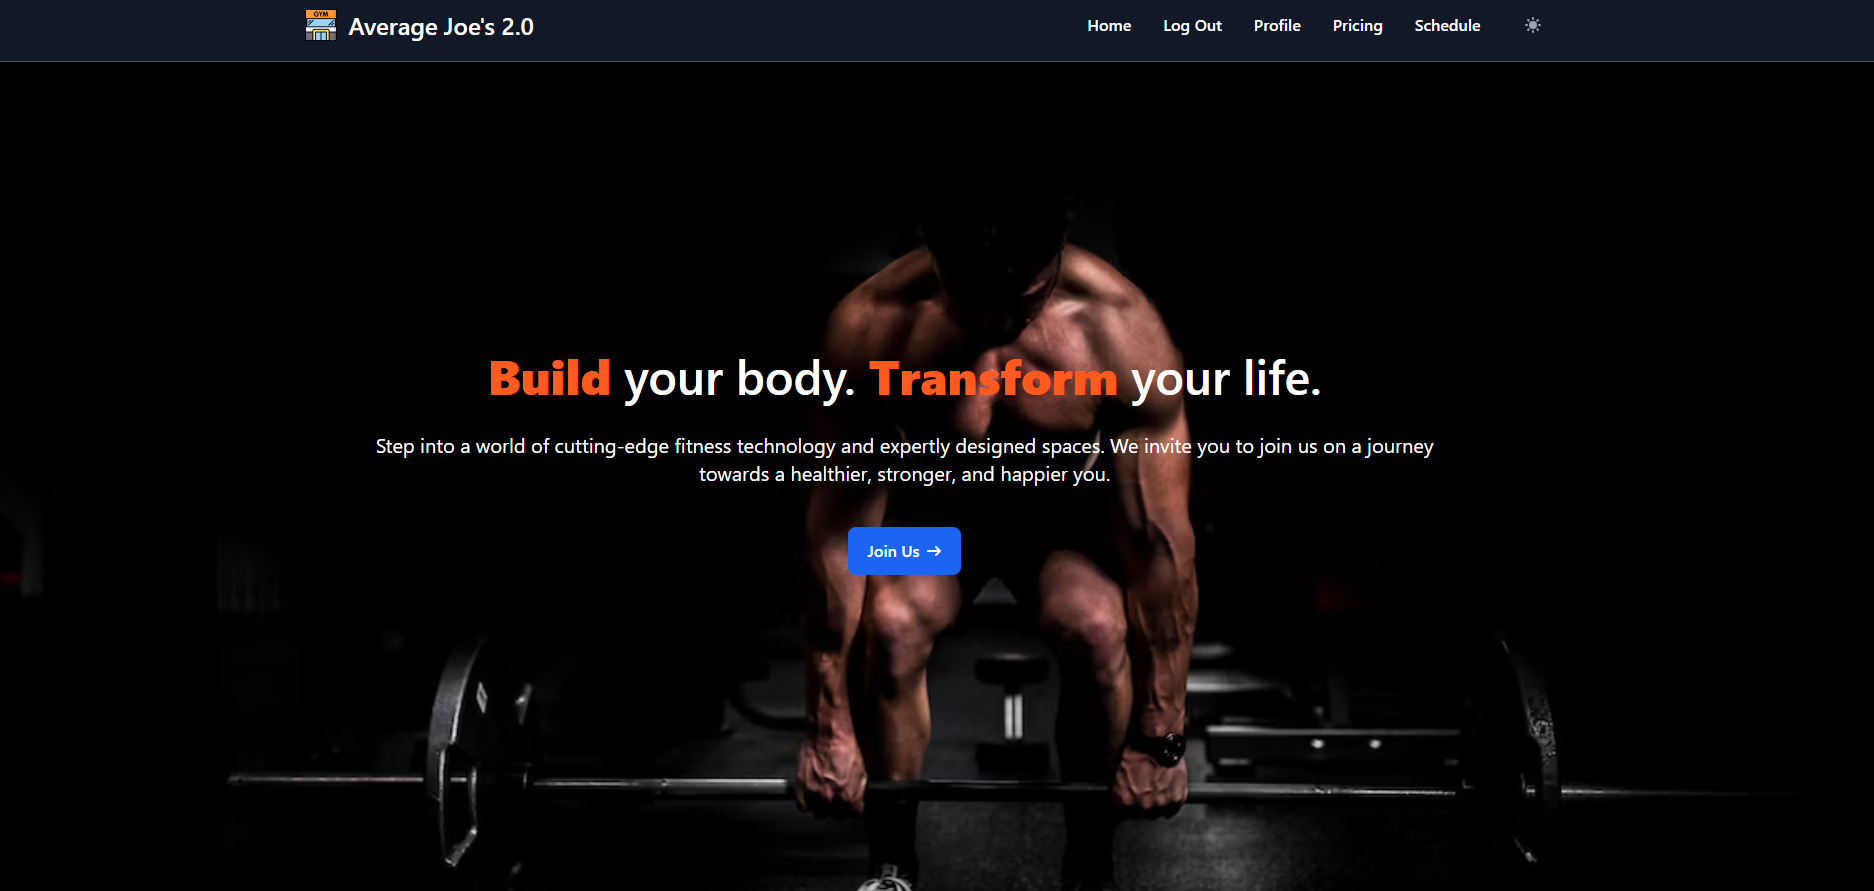 GYM
Average Joe's 2.0
Home
Log Out
Profile
Pricing
Schedule
Build your body. Transform your life.
Step into a world of cutting-edge fitness technology and expertly designed spaces. We invite you to join us on a journey
towards a healthier, stronger, and happier you.
Join Us →